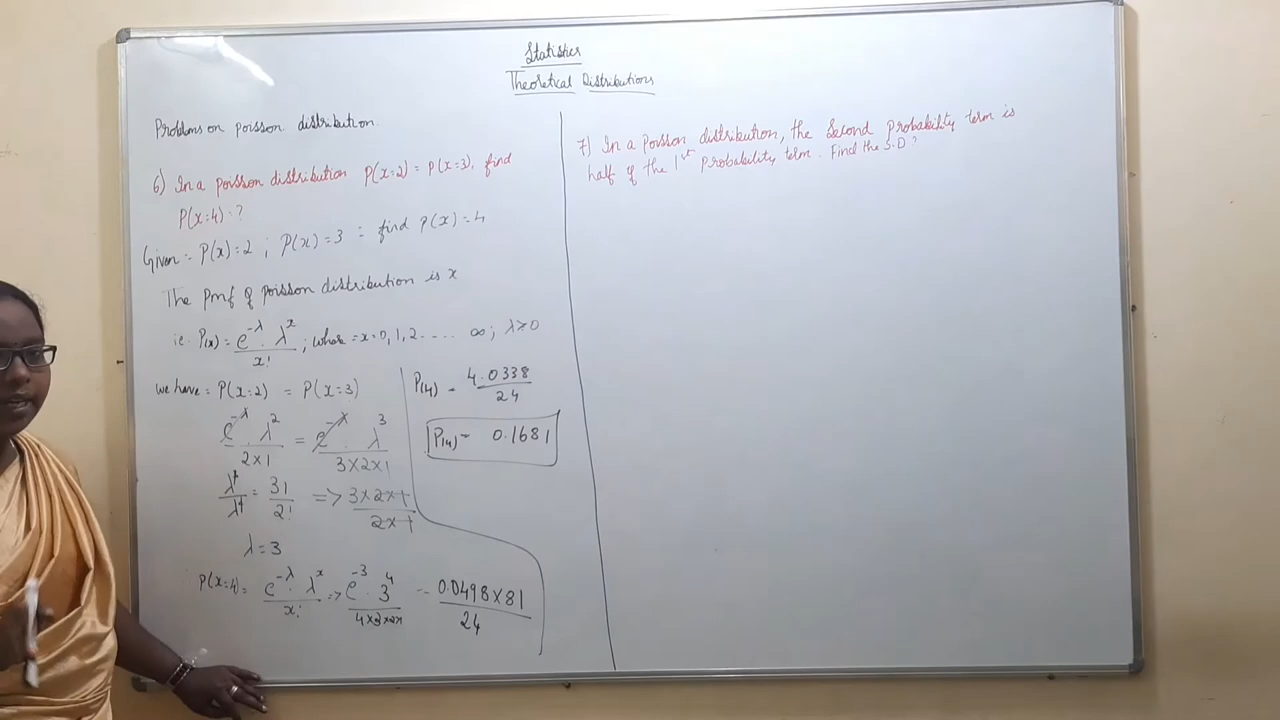 Statistics
Theoretical Distributions
Problems on poisson distribution.
6) In a poisson distribution P(x=2) = P(x=3), find
P(x=4) = ?
Given:- P(x)=2 ; P(x)=3 = find P(x)=4
The Pmf of poisson distribution is x
ie. P(x) = e^-λ . λ^x / x! ; where = x=0, 1, 2 - - . . . . ∞ ; λ>0
we have = P(x=2) = P(x=3)
e^-λ . λ^2 / 2×1 = e^-λ . λ^3 / 3×2×1
= 3! / 2! => 3×2×1 / 2×1
λ=3
P(x=4) = e^-λ . λ^x / x! => e^-3 . 3^4 / 4×3×2×1 = 0.0498×81 / 24
P(4) = 4.0338 / 24
P(4) = 0.1681
7) In a Poisson distribution, the Second Probability term is
half of the 1st Probability term. Find the S.D?